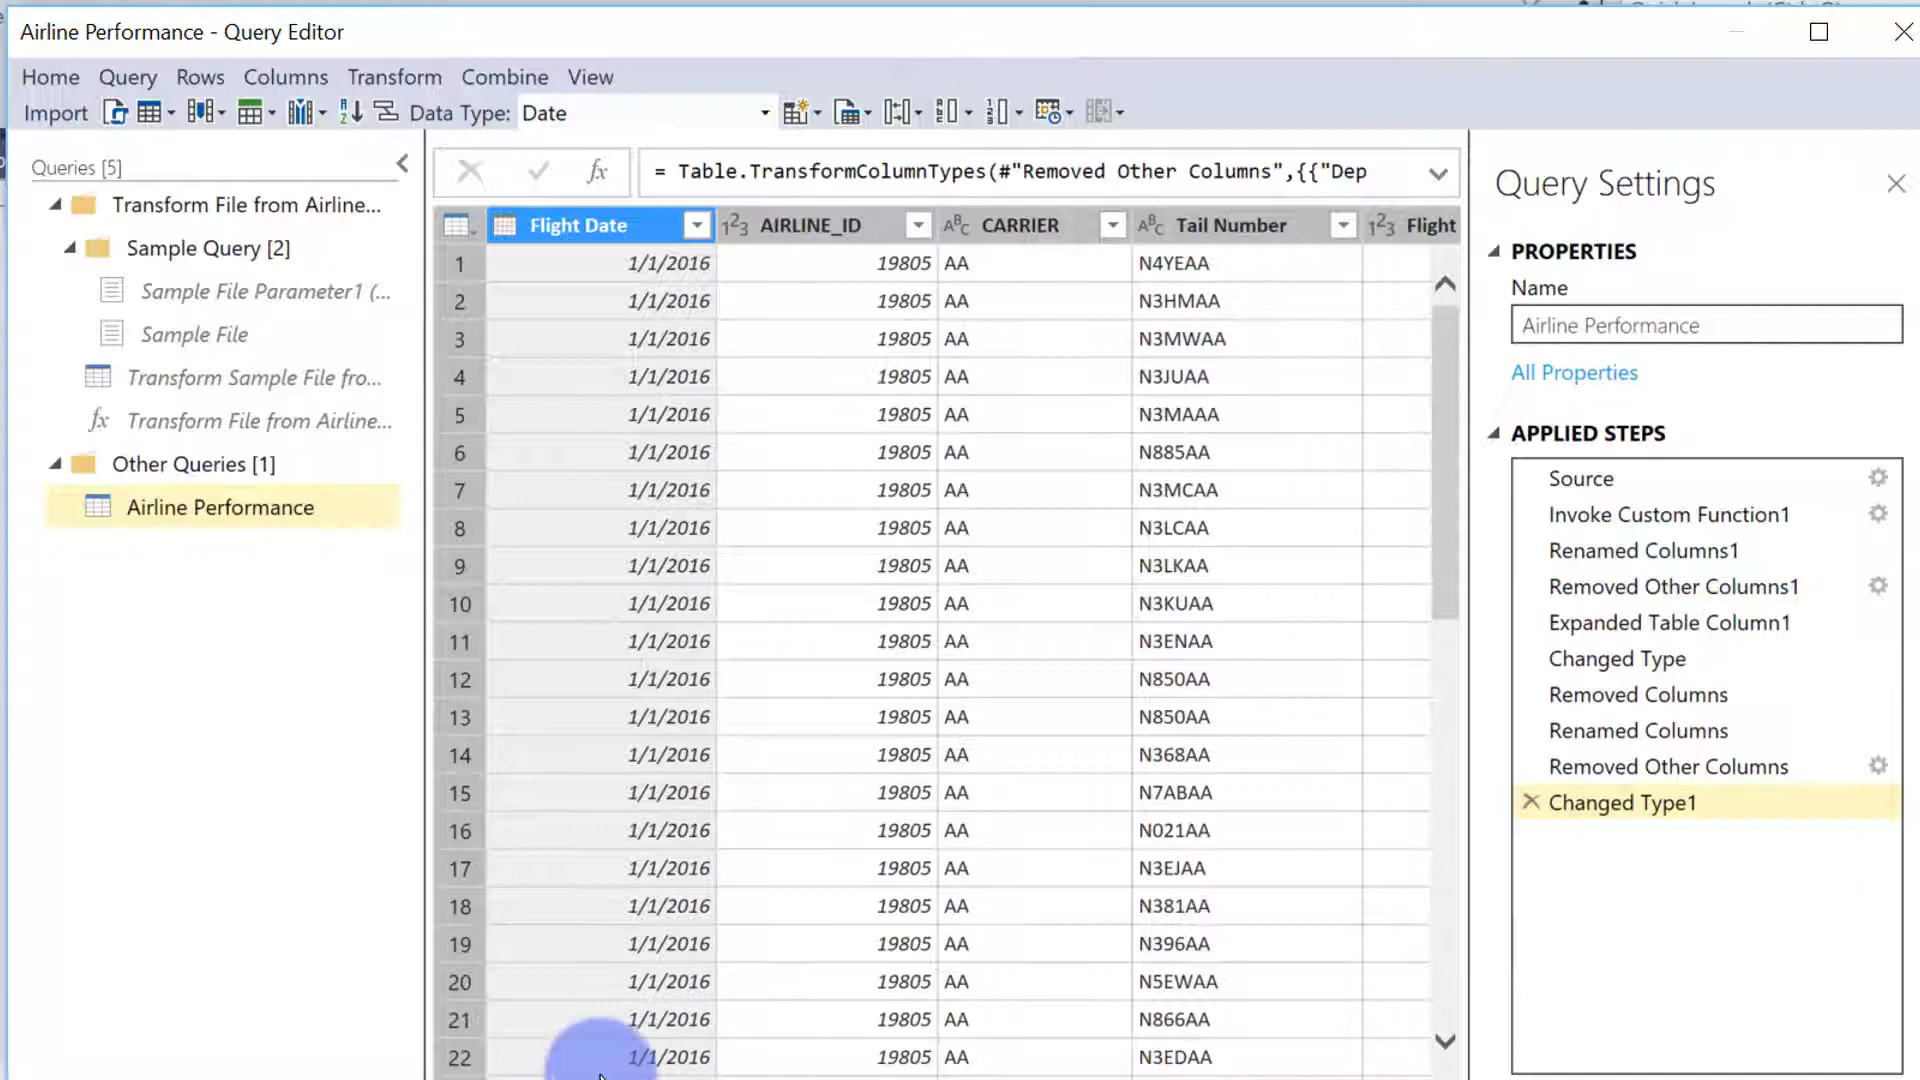 Airline Performance - Query Editor
Home Query Rows Columns Transform Combine View
Import Data Type: Date
Queries [5]
Transform File from Airline...
Sample Query [2]
Sample File Parameter1 (...
Sample File
Transform Sample File fro...
fx Transform File from Airline...
Other Queries [1]
Airline Performance
fx = Table.TransformColumnTypes(#"Removed Other Columns",{{"Dep
Flight Date 123 AIRLINE_ID ABC CARRIER ABC Tail Number 123 Flight
1 1/1/2016 19805 AA N4YEAA
2 1/1/2016 19805 AA N3HMAA
3 1/1/2016 19805 AA N3MWAA
4 1/1/2016 19805 AA N3JUAA
5 1/1/2016 19805 AA N3MAAA
6 1/1/2016 19805 AA N885AA
7 1/1/2016 19805 AA N3MCAA
8 1/1/2016 19805 AA N3LCAA
9 1/1/2016 19805 AA N3LKAA
10 1/1/2016 19805 AA N3KUAA
11 1/1/2016 19805 AA N3ENAA
12 1/1/2016 19805 AA N850AA
13 1/1/2016 19805 AA N850AA
14 1/1/2016 19805 AA N368AA
15 1/1/2016 19805 AA N7ABAA
16 1/1/2016 19805 AA N021AA
17 1/1/2016 19805 AA N3EJAA
18 1/1/2016 19805 AA N381AA
19 1/1/2016 19805 AA N396AA
20 1/1/2016 19805 AA N5EWAA
21 1/1/2016 19805 AA N866AA
22 1/1/2016 19805 AA N3EDAA
Query Settings
PROPERTIES
Name
Airline Performance
All Properties
APPLIED STEPS
Source
Invoke Custom Function1
Renamed Columns1
Removed Other Columns1
Expanded Table Column1
Changed Type
Removed Columns
Renamed Columns
Removed Other Columns
Changed Type1